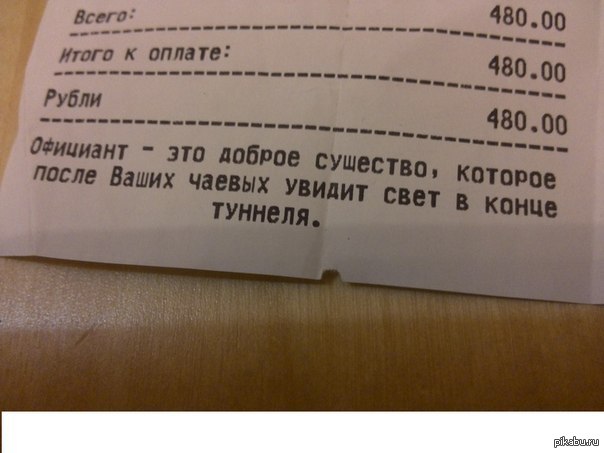 Всего: 480.00
Итого к оплате: 480.00
Рубли 480.00
Официант - это доброе существо, которое
после Ваших чаевых увидит свет в конце
туннеля.
pikabu.ru